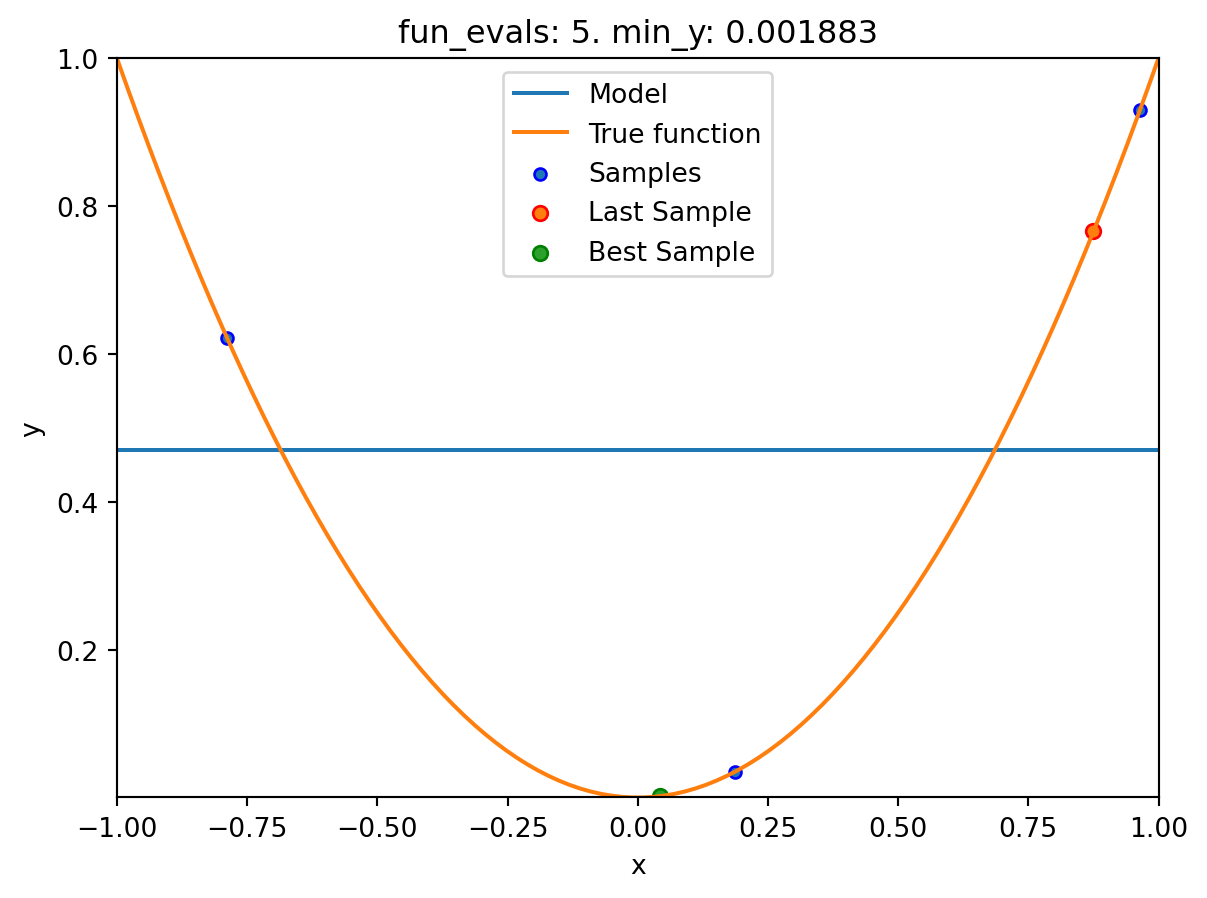 fun_evals: 5. min_y: 0.001883
Model
True function
Samples
Last Sample
Best Sample
1.0
0.8
0.6
0.4
0.2
y
−1.00 −0.75 −0.50 −0.25 0.00 0.25 0.50 0.75 1.00
x